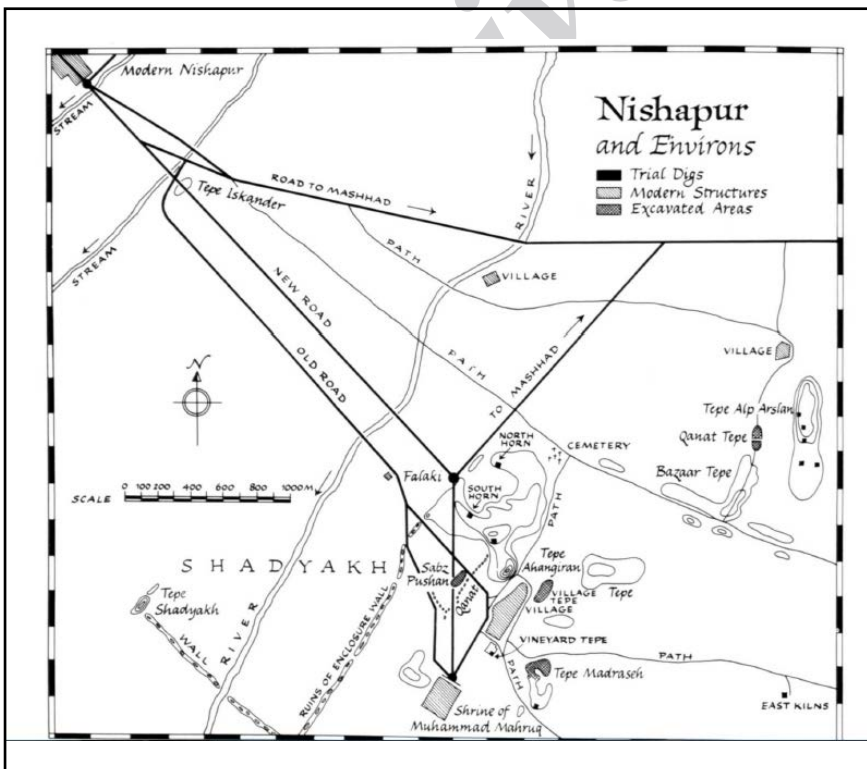 Modern Nishapur
STREAM
Nishapur
and Environs
Trial Digs
Modern Structures
Excavated Areas
Tepe Iskander
ROAD TO MASHHAD
RIVER
STREAM
PATH
VILLAGE
NEW ROAD
OLD ROAD
N
PATH
TO MASHHAD
VILLAGE
Tepe Alp Arslan
Qanat Tepe
Bazaar Tepe
NORTH
HORN
CEMETERY
Falaki
SOUTH
HORN
PATH
SCALE
0 100 200 400 600 800 1000 M
SHADYAKH
Sabz
Pushan
Qanat
Tepe
Ahangiran
Tepe
VILLAGE
TEPE
VILLAGE
Tepe
Shadyakh
WALL
RIVER
RUINS OF ENCLOSURE WALL
VINEYARD TEPE
PATH
Tepe Madraseh
PATH
EAST KILNS
Shrine of
Muhammad Mahruq